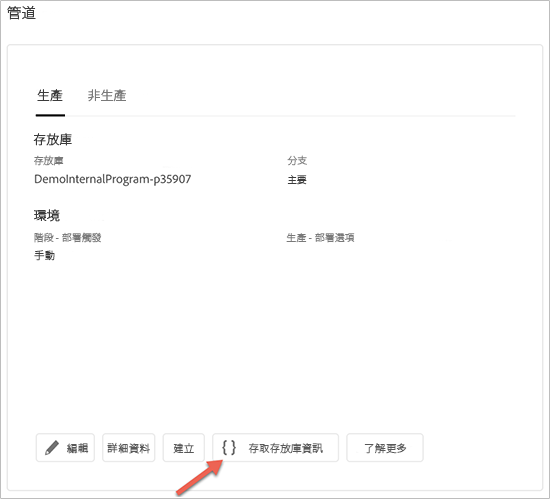 管道
生產 非生產
存放庫
存放庫 分支
DemoInternalProgram-p35907 主要
環境
階段 - 部署觸發 生產 - 部署選項
手動
編輯 詳細資料 建立 { } 存取存放庫資訊 了解更多